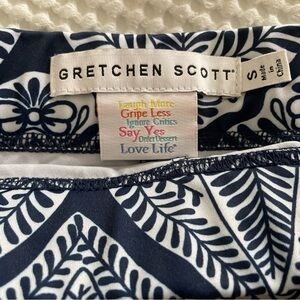 GRETCHEN SCOTT®
S
Made in China
Laugh More
Gripe Less
Ignore Critics
Say Yes
Order Dessert
Love Life®